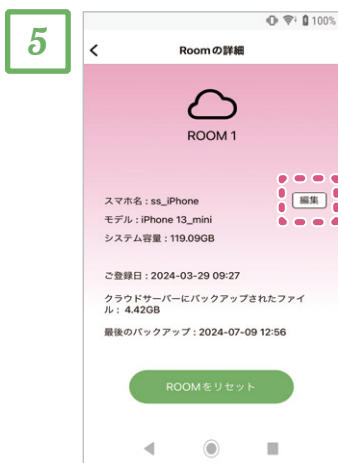 5
100%
Roomの詳細
ROOM 1
スマホ名 : ss_iPhone
編集
モデル : iPhone 13_mini
システム容量 : 119.09GB
ご登録日 : 2024-03-29 09:27
クラウドサーバーにバックアップされたファイ
ル : 4.42GB
最後のバックアップ : 2024-07-09 12:56
ROOMをリセット